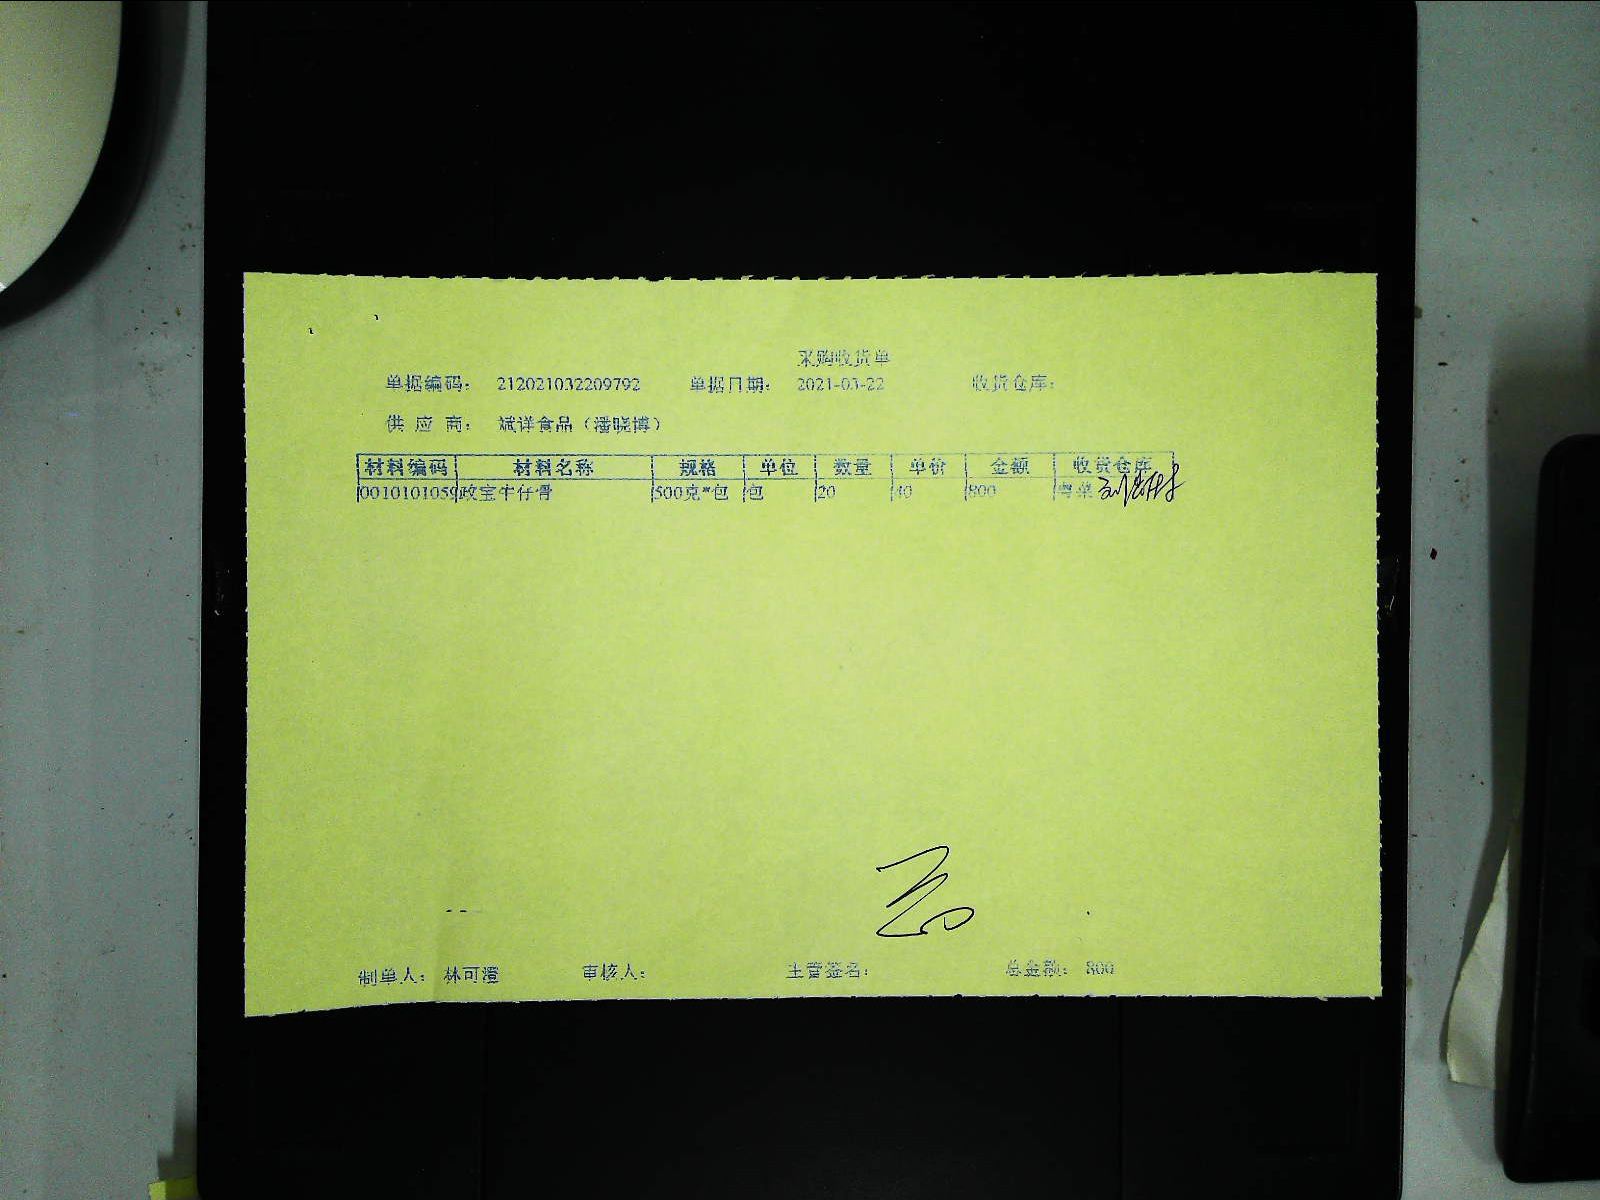 采购收货单
单据编码： 212021032209792 单据日期： 2021-03-22 收货仓库：
供 应 商： 斌洋食品（潘晓博）
材料编码 材料名称 规格 单位 数量 单价 金额 收货仓库
0010101059 政宝牛仔骨 500克*包 包 20 40 800 粤菜
制单人： 林可澄 审核人： 主管签名： 总金额： 800